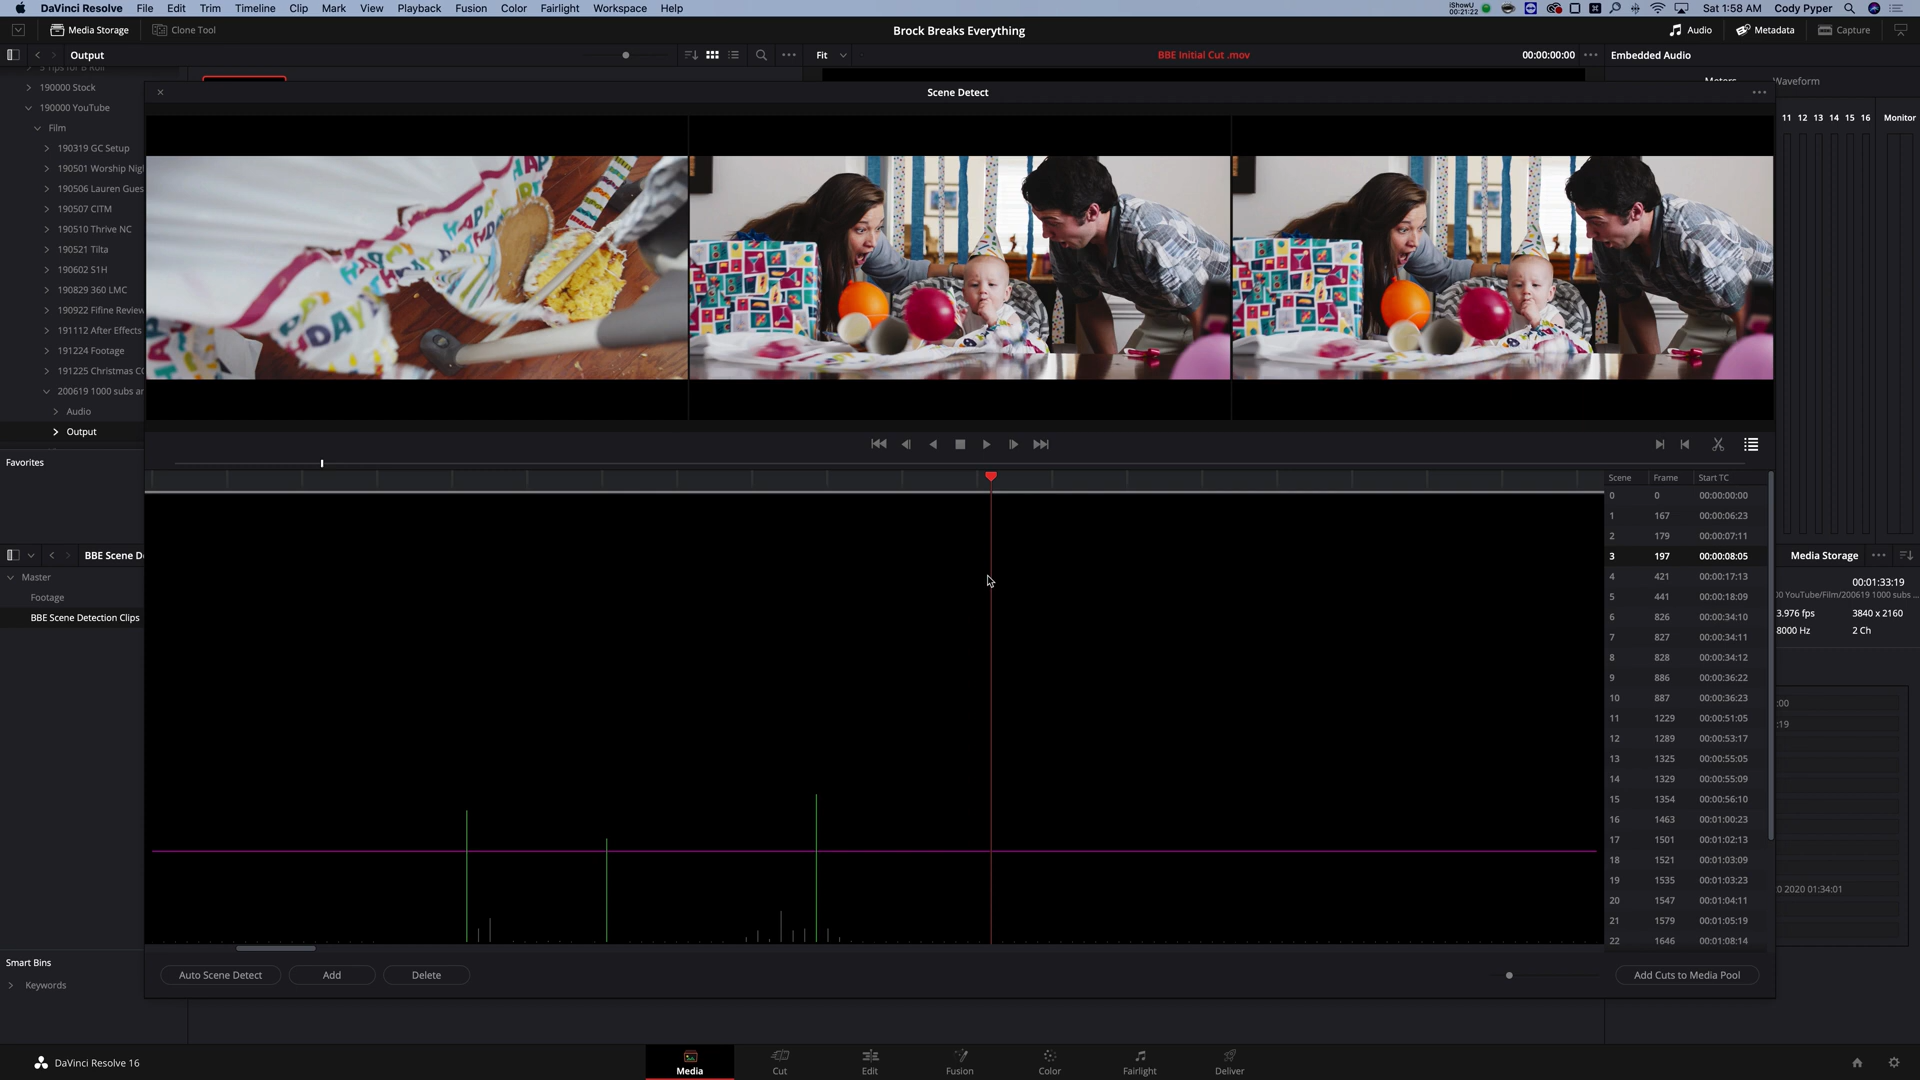 DaVinci Resolve File Edit Trim Timeline Clip Mark View Playback Fusion Color Fairlight Workspace Help iShowU 00:21:22 Sat 1:58 AM Cody Pyper
Media Storage Clone Tool Brock Breaks Everything Audio Metadata Capture
Output Fit BBE Initial Cut .mov 00:00:00:00 Embedded Audio
Waveform
190000 Stock
Scene Detect
190000 YouTube
11 12 13 14 15 16 Monitor
Film
190319 GC Setup
190501 Worship Nig
190506 Lauren Gues
190507 CITM
190510 Thrive NC
190521 Tilta
190602 S1H
190829 360 LMC
190922 Fifine Review
191112 After Effects
191224 Footage
191225 Christmas CC
200619 1000 subs an
Audio
Output
Favorites
Scene Frame Start TC
0 0 00:00:00:00
1 167 00:00:06:23
2 179 00:00:07:11
3 197 00:00:08:05
4 421 00:00:17:13
5 441 00:00:18:09
6 826 00:00:34:10
7 827 00:00:34:11
8 828 00:00:34:12
9 886 00:00:36:22
10 887 00:00:36:23
11 1229 00:00:51:05
12 1289 00:00:53:17
13 1325 00:00:55:05
14 1329 00:00:55:09
15 1354 00:00:56:10
16 1463 00:01:00:23
17 1501 00:01:02:13
18 1521 00:01:03:09
19 1535 00:01:03:23
20 1547 00:01:04:11
21 1579 00:01:05:19
22 1646 00:01:08:14
BBE Scene De
Master
Footage
BBE Scene Detection Clips
Media Storage
00:01:33:19
00 YouTube/Film/200619 1000 subs ...
3.976 fps 3840 x 2160
8000 Hz 2 Ch
:00
:19
0 2020 01:34:01
Smart Bins
Keywords
Auto Scene Detect Add Delete Add Cuts to Media Pool
DaVinci Resolve 16 Media Cut Edit Fusion Color Fairlight Deliver